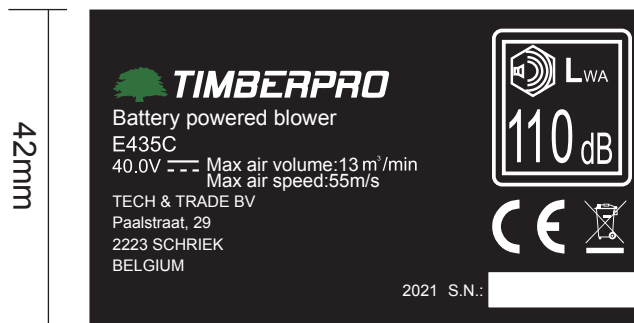 42mm
TIMBERPRO
Battery powered blower
E435C
40.0V Max air volume:13 m³/min
Max air speed:55m/s
TECH & TRADE BV
Paalstraat, 29
2223 SCHRIEK
BELGIUM
LWA
110 dB
CE
2021 S.N.: